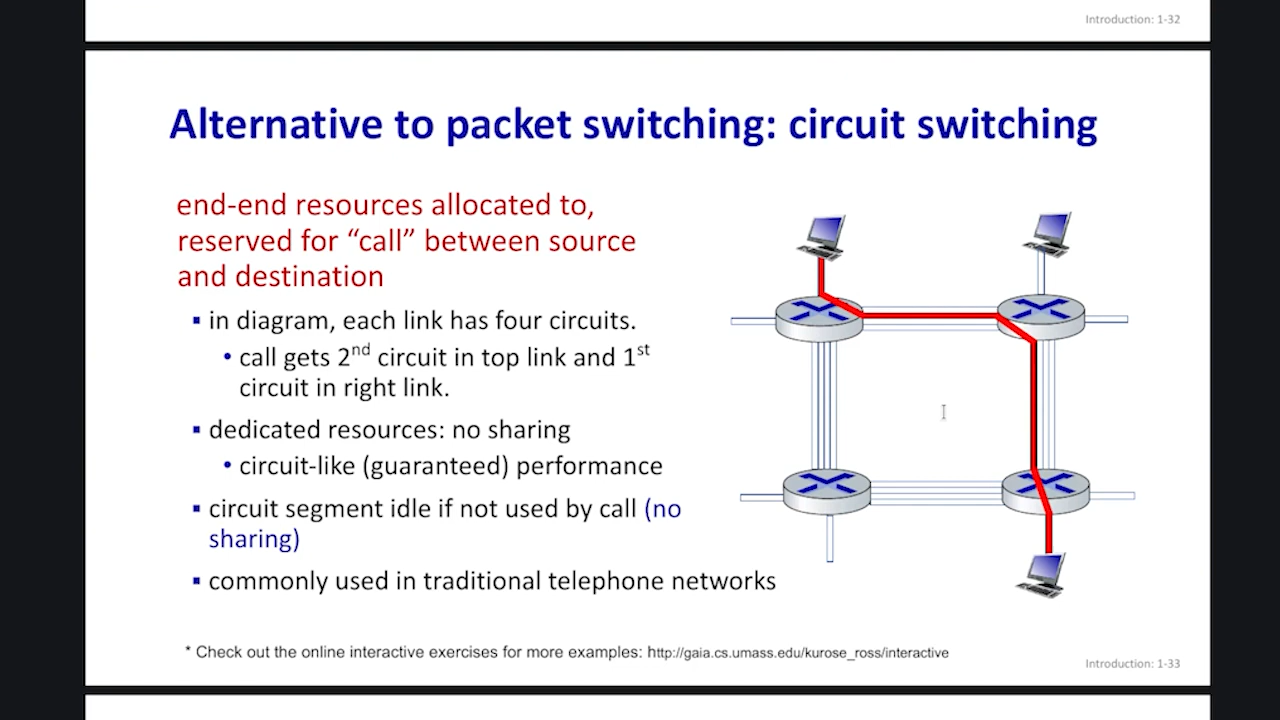 Introduction: 1-32
Alternative to packet switching: circuit switching
end-end resources allocated to,
reserved for “call” between source
and destination
▪ in diagram, each link has four circuits.
• call gets 2nd circuit in top link and 1st
circuit in right link.
▪ dedicated resources: no sharing
• circuit-like (guaranteed) performance
▪ circuit segment idle if not used by call (no
sharing)
▪ commonly used in traditional telephone networks
* Check out the online interactive exercises for more examples: http://gaia.cs.umass.edu/kurose_ross/interactive
Introduction: 1-33